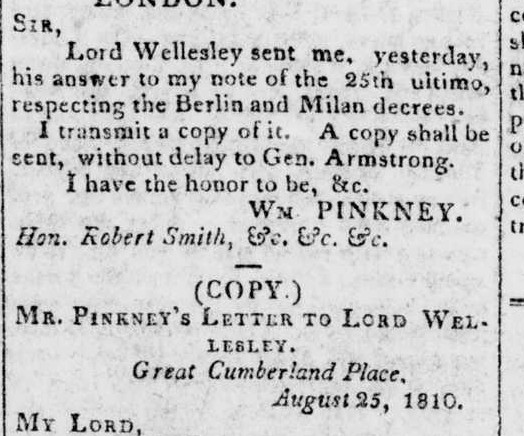 LONDON.
SIR,
Lord Wellesley sent me, yesterday,
his answer to my note of the 25th ultimo,
respecting the Berlin and Milan decrees.
I transmit a copy of it. A copy shall be
sent, without delay to Gen. Armstrong.
I have the honor to be, &c.
WM PINKNEY.
Hon. Robert Smith, &c. &c. &c.
(COPY.)
MR. PINKNEY'S LETTER TO LORD WEL-
LESLEY.
Great Cumberland Place,
August 25, 1810.
MY LORD,